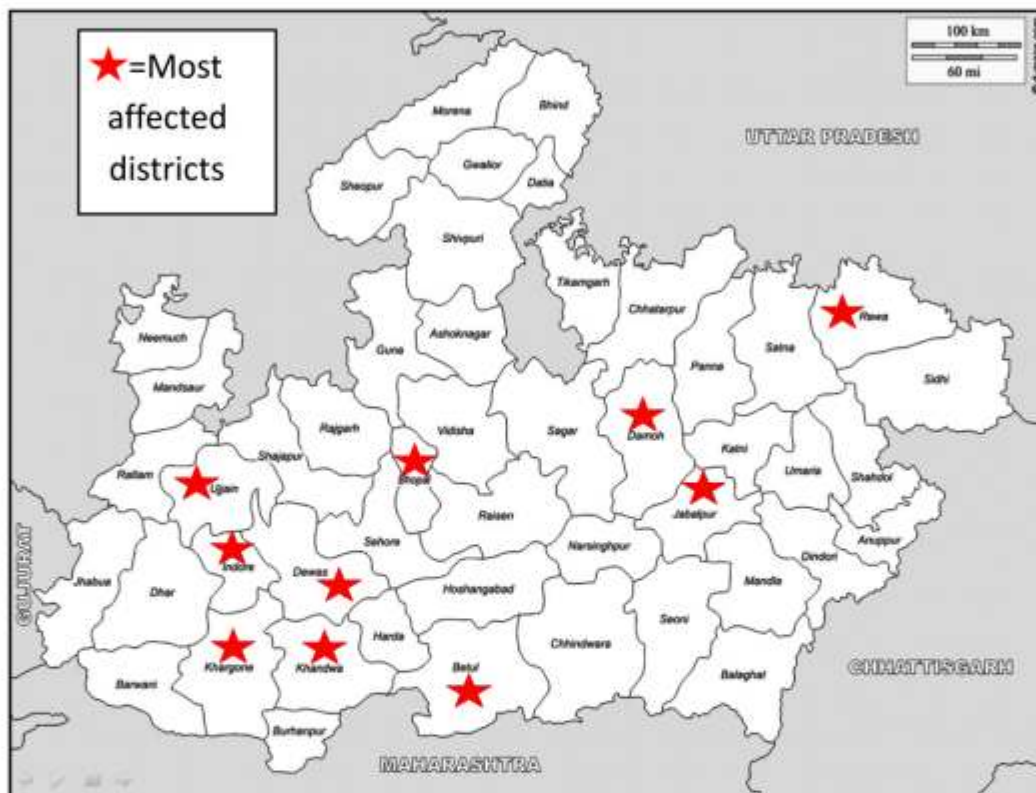 =Most
affected
districts
100 km
60 mi
UTTAR PRADESH
Bhind
Morena
Gwalior
Datia
Sheopur
Shivpuri
Tikamgarh
Chhatarpur
Rewa
Neemuch
Ashoknagar
Guna
Panna
Satna
Sidhi
Mandsaur
Rajgarh
Vidisha
Sagar
Damoh
Katni
Shajapur
Umaria
Shahdol
Ratlam
Ujjain
Bhopal
Raisen
Jabalpur
Anuppur
Sehore
Narsinghpur
Dindori
Indore
Dewas
Jhabua
Dhar
Hoshangabad
Mandla
GUJURAT
Harda
Chhindwara
Seoni
Khargone
Khandwa
Betul
Balaghat
CHHATTISGARH
Barwani
Burhanpur
MAHARASHTRA